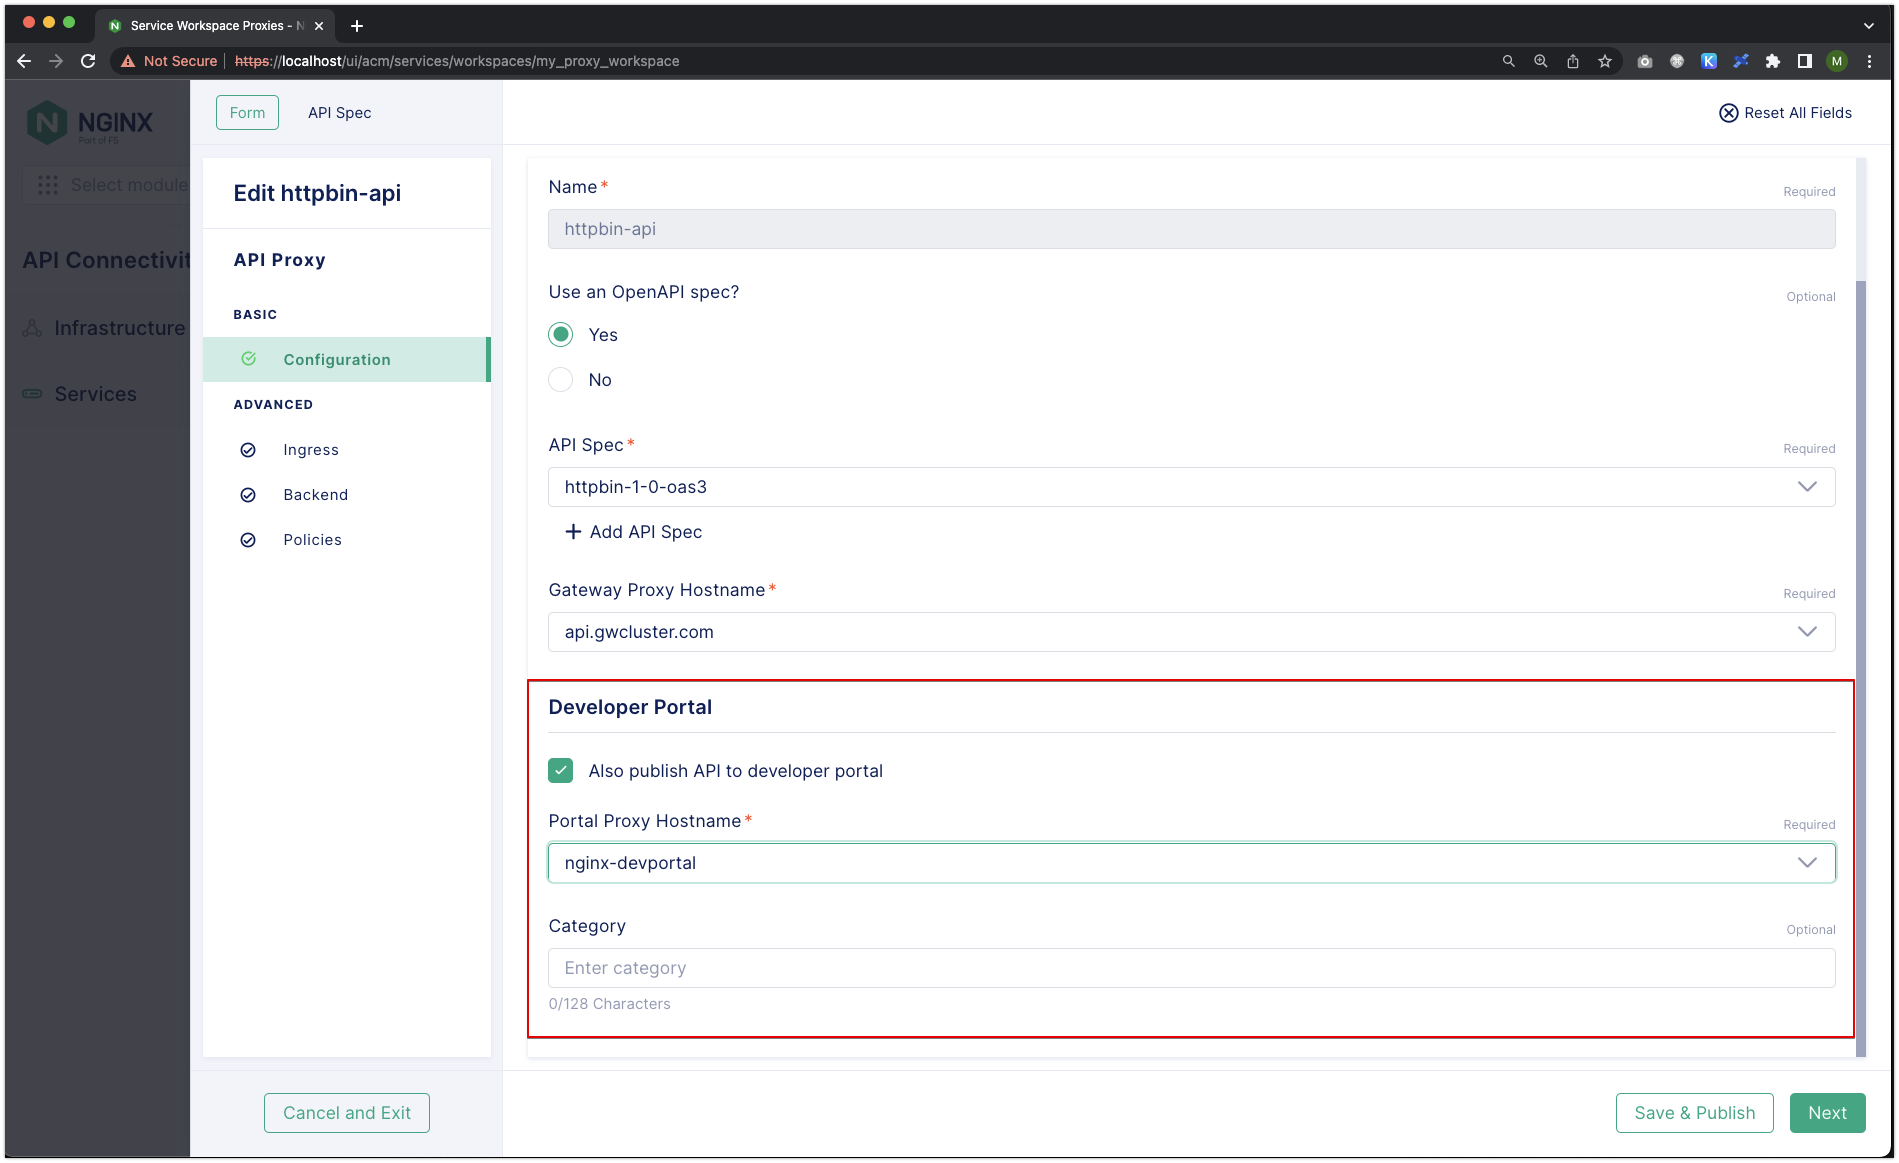 Service Workspace Proxies - N
Not Secure https://localhost/ui/acm/services/workspaces/my_proxy_workspace
K
M
NGINX
Part of F5
Select module
API Connectivit
Infrastructure
Services
Form
API Spec
Reset All Fields
Edit httpbin-api
API Proxy
BASIC
Configuration
ADVANCED
Ingress
Backend
Policies
Cancel and Exit
Name*
Required
httpbin-api
Use an OpenAPI spec?
Optional
Yes
No
API Spec*
Required
httpbin-1-0-oas3
Add API Spec
Gateway Proxy Hostname*
Required
api.gwcluster.com
Developer Portal
Also publish API to developer portal
Portal Proxy Hostname*
Required
nginx-devportal
Category
Optional
Enter category
0/128 Characters
Save & Publish
Next